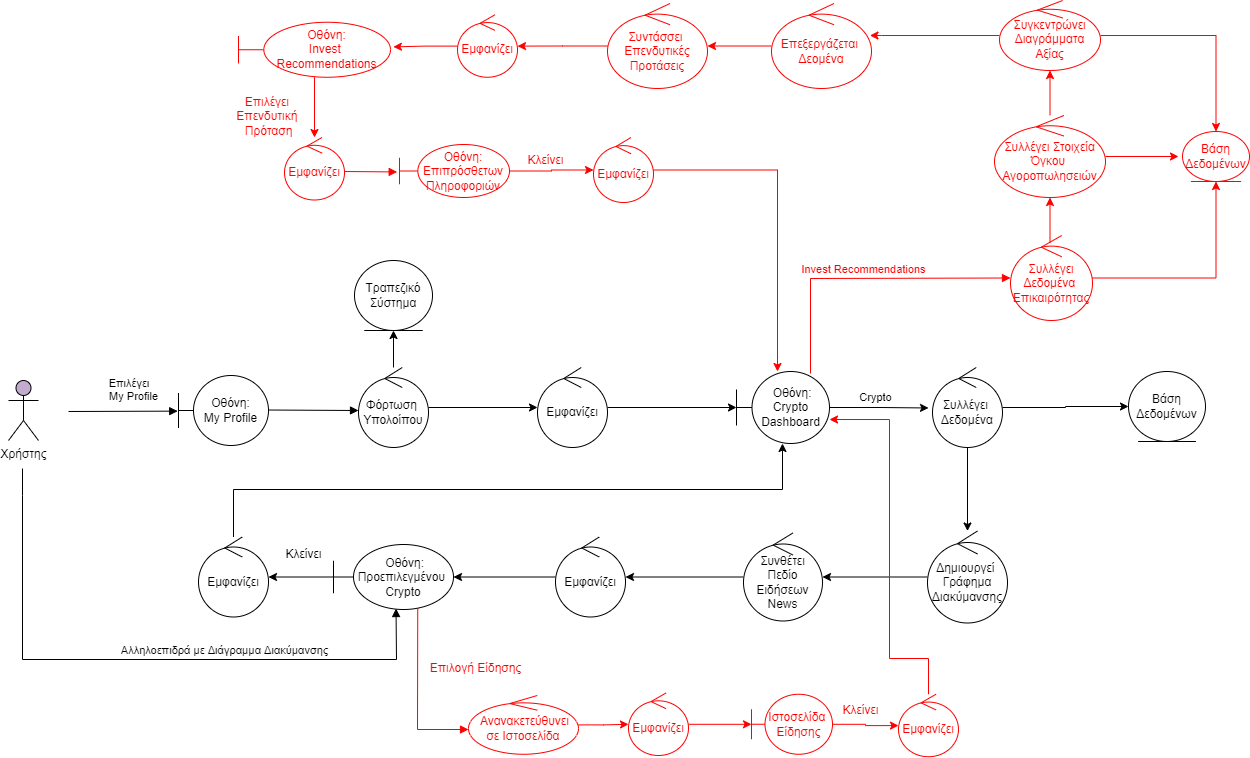 Οθόνη:
Invest
Recommendations
Εμφανίζει
Συντάσσει
Επενδυτικές
Προτάσεις
Επεξεργάζεται
Δεομένα
Συγκεντρώνει
Διαγράμματα
Αξίας
Επιλέγει
Επενδυτική
Πρόταση
Εμφανίζει
Οθόνη:
Επιπρόσθετων
Πληροφοριών
Κλείνει
Εμφανίζει
Συλλέγει Στοιχεία
Όγκου
Αγοροπωλησειών
Βάση
Δεδομένων
Invest Recommendations
Συλλέγει
Δεδομένα
Επικαιρότητας
Τραπεζικό
Σύστημα
Χρήστης
Επιλέγει
My Profile
Οθόνη:
My Profile
Φόρτωση
Υπολοίπου
Εμφανίζει
Οθόνη:
Crypto
Dashboard
Crypto
Συλλέγει
Δεδομένα
Βάση
Δεδομένων
Εμφανίζει
Κλείνει
Οθόνη:
Προεπιλεγμένου
Crypto
Εμφανίζει
Συνθέτει
Πεδίο
Ειδήσεων
News
Δημιουργεί
Γράφημα
Διακύμανσης
Αλληλοεπιδρά με Διάγραμμα Διακύμανσης
Επιλογή Είδησης
Ανανακετεύθυνει
σε Ιστοσελίδα
Εμφανίζει
Ιστοσελίδα
Είδησης
Κλείνει
Εμφανίζει